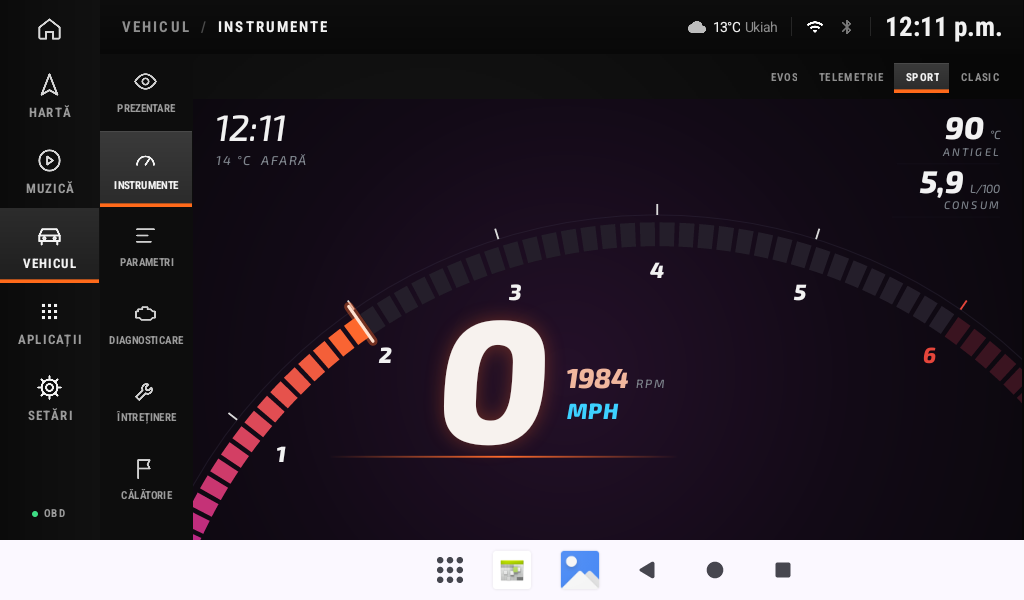 VEHICUL / INSTRUMENTE
13°C Ukiah
12:11 p.m.
HARTĂ
MUZICĂ
VEHICUL
APLICAȚII
SETĂRI
OBD
PREZENTARE
INSTRUMENTE
PARAMETRI
DIAGNOSTICARE
ÎNTREȚINERE
CĂLĂTORIE
EVOS TELEMETRIE SPORT CLASIC
12:11
14 °C AFARĂ
90 °C
ANTIGEL
5,9 L/100
CONSUM
1
2
3
4
5
6
0
1984 RPM
MPH